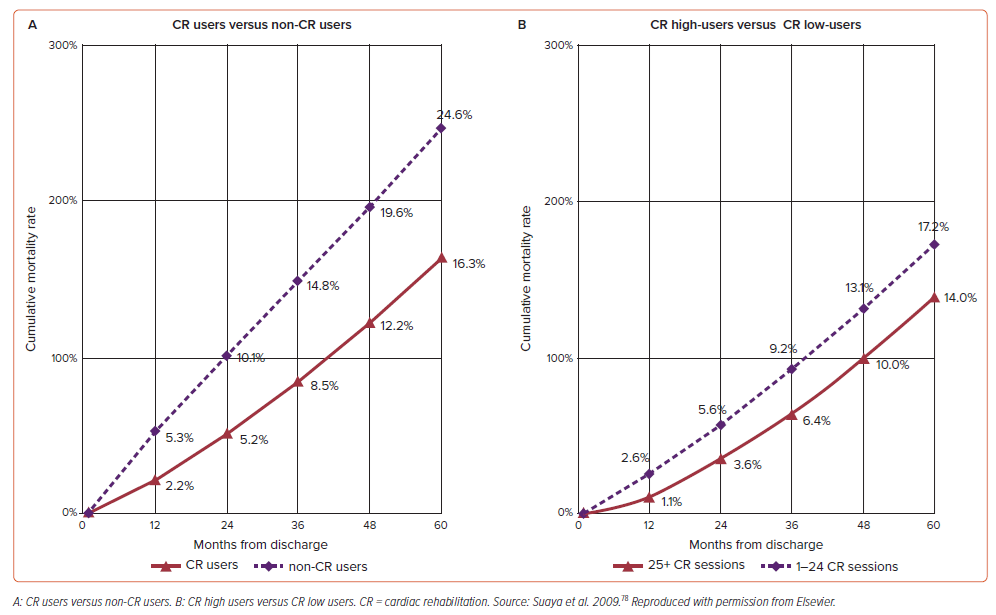 A
CR users versus non-CR users
300%
200%
100%
0%
Cumulative mortality rate
24.6%
19.6%
14.8%
10.1%
5.3%
16.3%
12.2%
8.5%
5.2%
2.2%
0 12 24 36 48 60
Months from discharge
CR users non-CR users
B
CR high-users versus CR low-users
300%
200%
100%
0%
Cumulative mortality rate
17.2%
13.1%
9.2%
5.6%
2.6%
14.0%
10.0%
6.4%
3.6%
1.1%
0 12 24 36 48 60
Months from discharge
25+ CR sessions 1–24 CR sessions
A: CR users versus non-CR users. B: CR high users versus CR low users. CR = cardiac rehabilitation. Source: Suaya et al. 2009.78 Reproduced with permission from Elsevier.